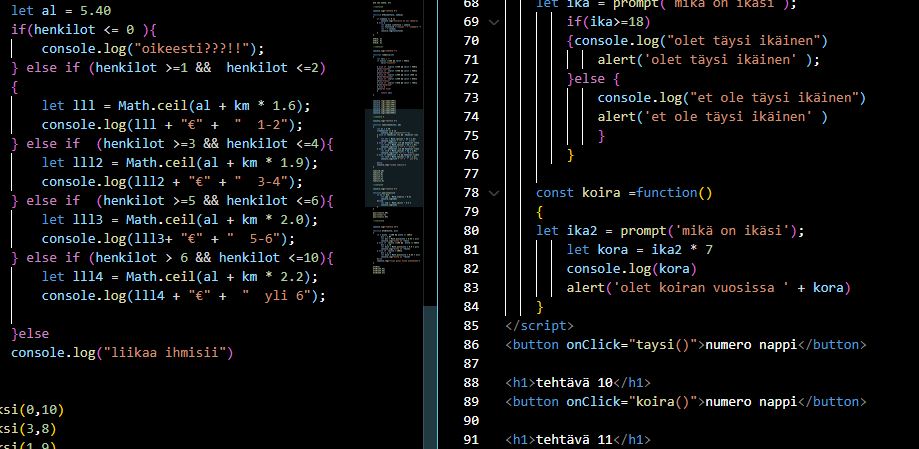 let al = 5.40
if(henkilot <= 0 ){
console.log("oikeesti???!!");
} else if (henkilot >=1 &&  henkilot <=2)
{
let lll = Math.ceil(al + km * 1.6);
console.log(lll + "€" +  "  1-2");
} else if  (henkilot >=3 && henkilot <=4){
let lll2 = Math.ceil(al + km * 1.9);
console.log(lll2 + "€" +  "  3-4");
} else if  (henkilot >=5 && henkilot <=6){
let lll3 = Math.ceil(al + km * 2.0);
console.log(lll3+ "€" +  "  5-6");
} else if (henkilot > 6 && henkilot <=10){
let lll4 = Math.ceil(al + km * 2.2);
console.log(lll4 + "€" +  "  yli 6");
}else
console.log("liikaa ihmisii")
ksi(0,10)
ksi(3,8)
ksi(1,9)
68 let ika = prompt('mikä on ikäsi')
69 if(ika>=18)
70 {console.log("olet täysi ikäinen")
71 alert('olet täysi ikäinen' );
72 }else {
73 console.log("et ole täysi ikäinen")
74 alert('et ole täysi ikäinen' )
75 }
76 }
77
78 const koira =function()
79 {
80 let ika2 = prompt('mikä on ikäsi');
81 let kora = ika2 * 7
82 console.log(kora)
83 alert('olet koiran vuosissa ' + kora)
84 }
85 </script>
86 <button onClick="taysi()">numero nappi</button>
87
88 <h1>tehtävä 10</h1>
89 <button onClick="koira()">numero nappi</button>
90
91 <h1>tehtävä 11</h1>